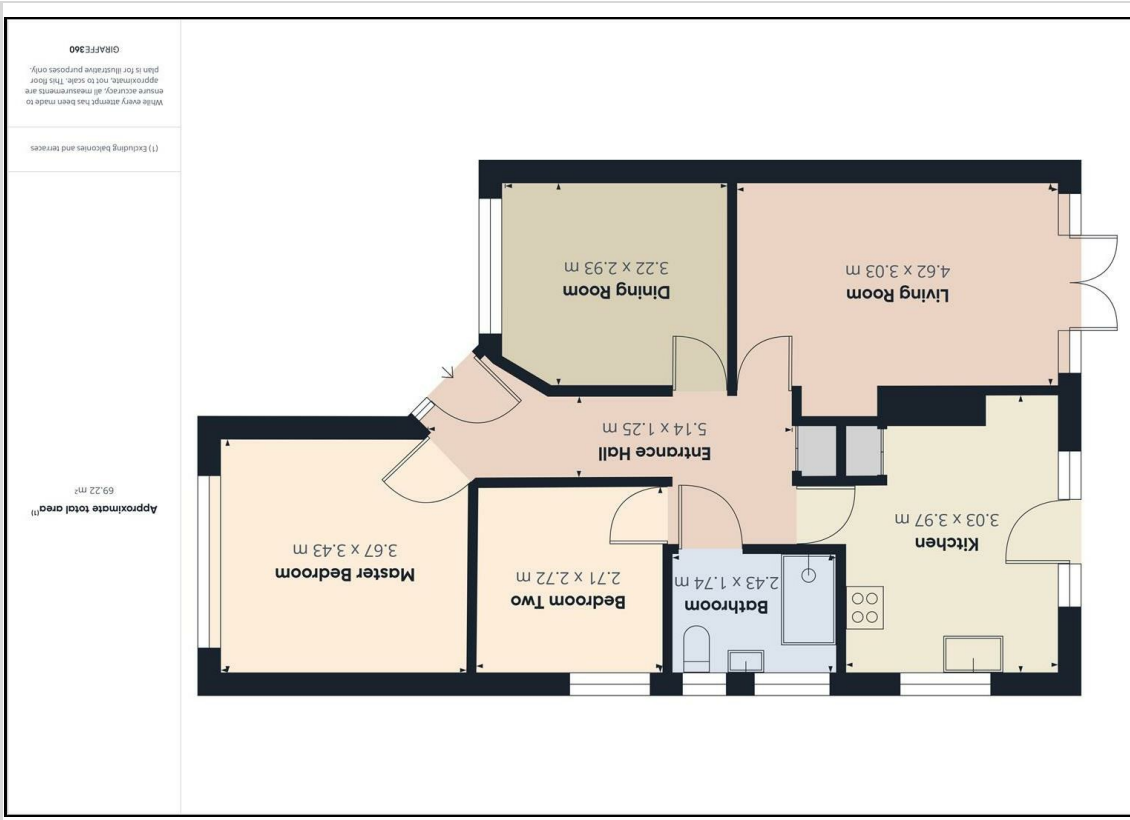 Bathroom
2.43 x 1.74 m
Bedroom Two
2.71 x 2.72 m
Master Bedroom
3.67 x 3.43 m
Kitchen
3.03 x 3.97 m
Entrance Hall
5.14 x 1.25 m
Living Room
4.62 x 3.03 m
Dining Room
3.22 x 2.93 m
Approximate total area(1)
69.22 m²
(1) Excluding balconies and terraces
While every attempt has been made to
ensure accuracy, all measurements are
approximate, not to scale. This floor
plan is for illustrative purposes only.
GIRAFFE360